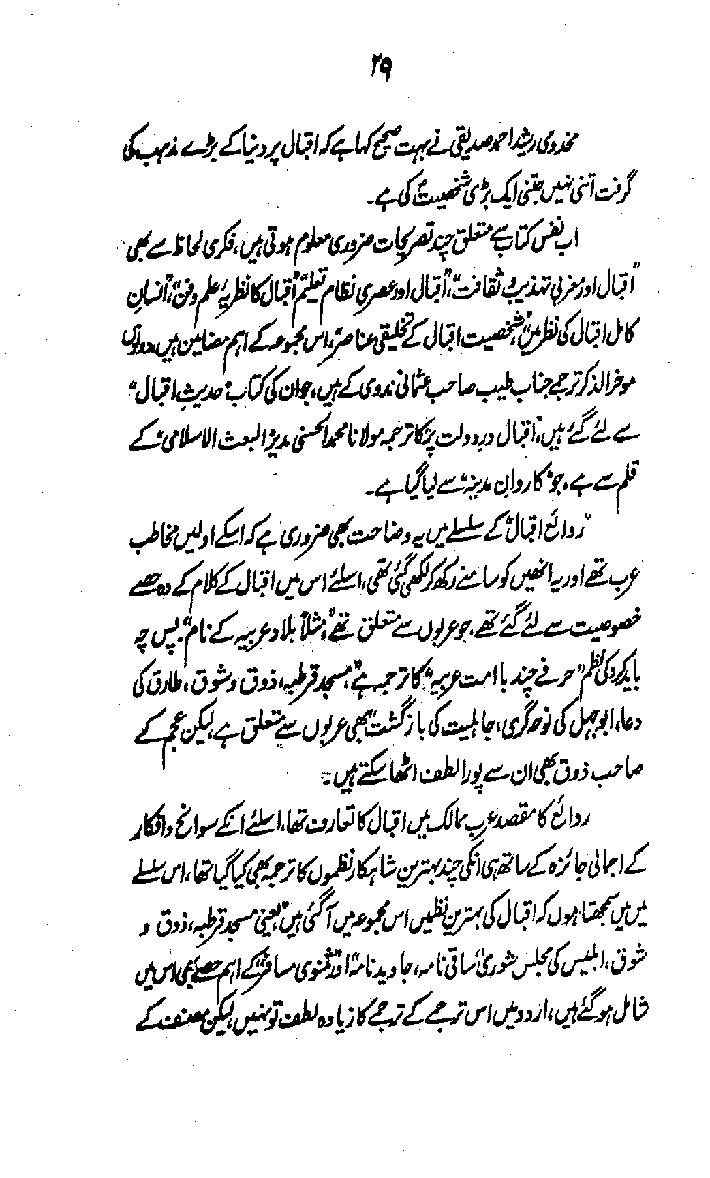 ۲۹
مخدومی رشید احمد صدیقی نے بہت صحیح کہا ہے کہ اقبال پر دنیا کے بڑے مذہب کی
گرفت اتنی نہیں جتنی ایک بڑی شخصیت کی ہے۔
اب نفس کتاب سے متعلق چند تصریحات ضروری معلوم ہوتی ہیں، فکری لحاظ سے بھی
"اقبال اور مغربی تہذیب و ثقافت"، "اقبال اور عصری نظام تعلیم"، "اقبال کا نظریۂ علم و فن"، "انسانِ
کامل اقبال کی نظر میں"، "شخصیت اقبال کے تخلیقی عناصر"، اس مجموعہ کے اہم مضامین ہیں،
موخر الذکر ترجمے جناب طیب صاحب عثمانی ندوی کے ہیں، جو ان کی کتاب "حدیثِ اقبال"
سے لئے گئے ہیں، "اقبال در دولت پر" کا ترجمہ مولانا محمد الحسنی مدیر "البعث الاسلامی" کے
قلم سے ہے، جو "کاروانِ مدینہ" سے لیا گیا ہے۔
"روائع اقبال" کے سلسلے میں یہ وضاحت بھی ضروری ہے کہ اسکے اولیں مخاطب
عرب تھے اور یہ انھیں کو سامنے رکھ کر لکھی گئی تھی، اسلئے اس میں اقبال کے کلام کے وہ حصے
خصوصیت سے لئے گئے تھے، جو عربوں سے متعلق تھے، مثلاً "بلاد عربیہ کے نام" "پس چہ
باید کرد" کی نظم "حرفے چند با امت عربیہ" کا ترجمہ ہے، "مسجد قرطبہ، ذوق و شوق، طارق کی
دعا، ابوجہل کی نوحہ گری، جاہلیت کی بازگشت" بھی عربوں سے متعلق ہے، لیکن عجم کے
صاحب ذوق بھی ان سے پورا لطف اٹھا سکتے ہیں۔
روائع کا مقصد عرب ممالک میں اقبال کا تعارف تھا، اسلئے انکے سوانح و افکار
کے اجمالی جائزہ کے ساتھ ہی انکی چند بہترین شاہکار نظموں کا ترجمہ بھی کیا گیا تھا، اس سلسلے
میں میں سمجھتا ہوں کہ اقبال کی بہترین نظمیں اس مجموعہ میں آگئی ہیں، یعنی مسجد قرطبہ، ذوق و
شوق، ابلیس کی مجلس شوریٰ، ساقی نامہ، جاوید نامہ" اور "مثنوی مسافر" کے اہم حصے بھی اس میں
شامل ہوگئے ہیں، اردو میں اس ترجمے کے ترجمے کا زیادہ لطف تو نہیں، لیکن مصنف کے